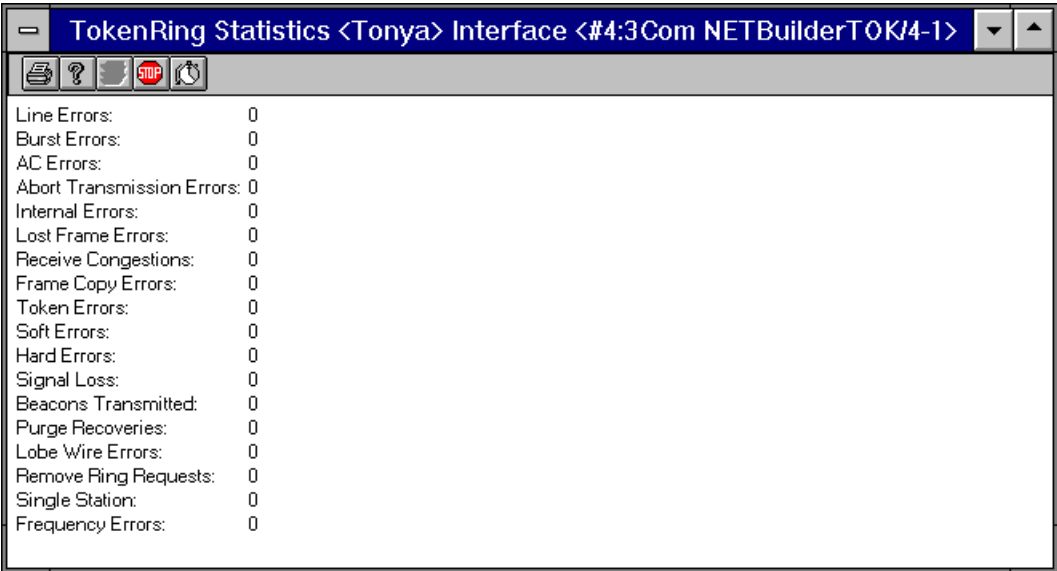 TokenRing Statistics <Tonya> Interface <#4:3Com NETBuilderTOK/4-1>
STOP
Line Errors: 0
Burst Errors: 0
AC Errors: 0
Abort Transmission Errors: 0
Internal Errors: 0
Lost Frame Errors: 0
Receive Congestions: 0
Frame Copy Errors: 0
Token Errors: 0
Soft Errors: 0
Hard Errors: 0
Signal Loss: 0
Beacons Transmitted: 0
Purge Recoveries: 0
Lobe Wire Errors: 0
Remove Ring Requests: 0
Single Station: 0
Frequency Errors: 0